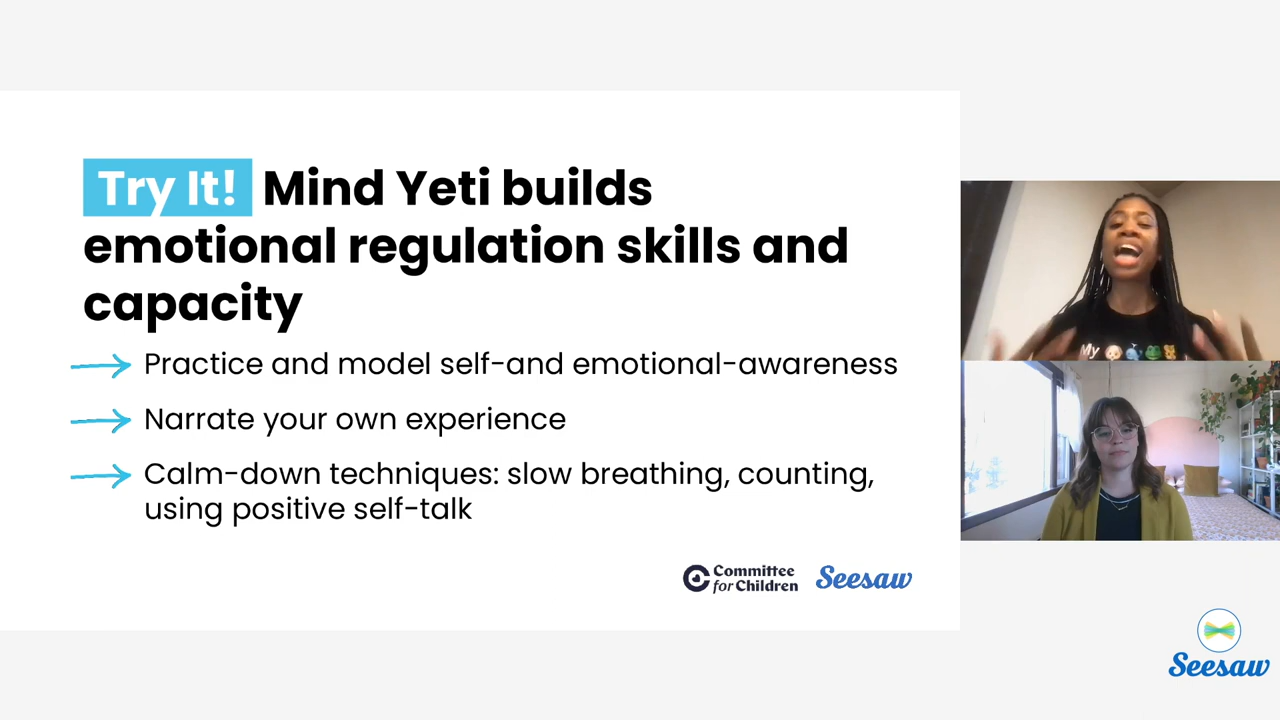 Try It! Mind Yeti builds
emotional regulation skills and
capacity
Practice and model self-and emotional-awareness
Narrate your own experience
Calm-down techniques: slow breathing, counting,
using positive self-talk
Committee
for Children
Seesaw
My
Seesaw